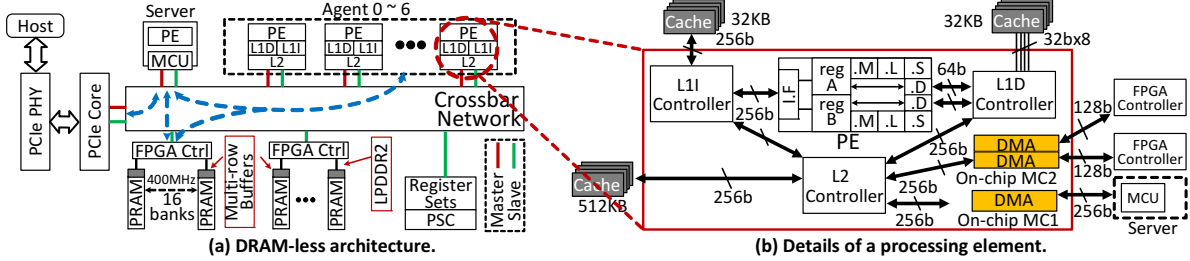 Host
PCIe PHY
PCIe Core
Server
PE
MCU
Agent 0 ~ 6
PE
L1D L1I
L2
PE
L1D L1I
L2
PE
L1D L1I
L2
Crossbar
Network
FPGA Ctrl
FPGA Ctrl
PRAM
400MHz
16
banks
PRAM
Multi-row
Buffers
PRAM
PRAM
LPDDR2
Register
Sets
PSC
Master
Slave
(a) DRAM-less architecture.
Cache
32KB
256b
L1I
Controller
256b
I.F
reg
A
reg
B
.M .L .S
.D
.D
.M .L .S
PE
64b
Cache
32KB
32bx8
L1D
Controller
256b
256b
Cache
512KB
256b
L2
Controller
256b
256b
256b
DMA
DMA
On-chip MC2
DMA
On-chip MC1
128b
FPGA
Controller
128b
FPGA
Controller
256b
MCU
Server
(b) Details of a processing element.